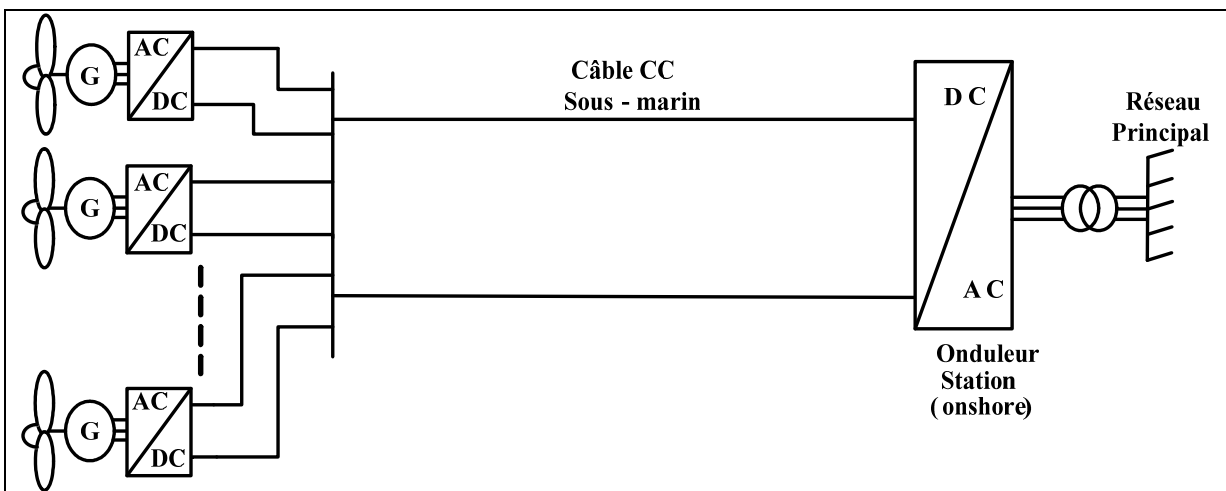 AC
G
DC
Câble CC
Sous - marin
D C
Réseau
Principal
AC
G
DC
A C
Onduleur
Station
(onshore)
AC
G
DC